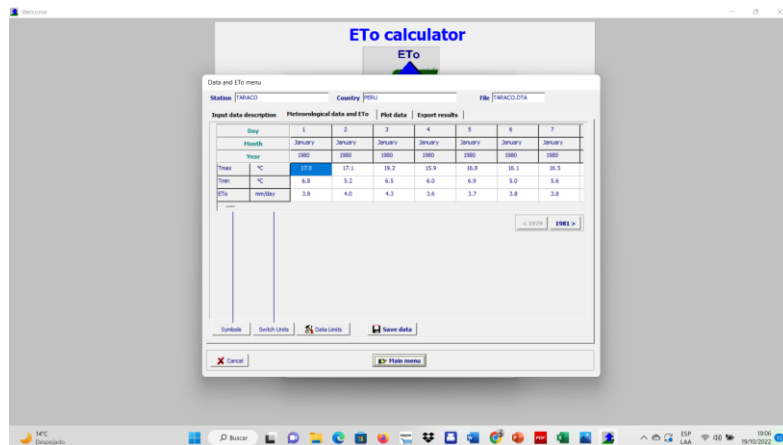 Welcome
ETo calculator
ETo
Data and ETo menu
Station TARACO Country PERU File TARACO.DTA
Input data description Meteorological data and ETo Plot data Export results
Day 1 2 3 4 5 6 7
Month January January January January January January January
Year 1980 1980 1980 1980 1980 1980 1980
Tmax °C 17.0 17.1 19.2 15.9 16.8 16.1 16.5
Tmin °C 6.8 5.2 6.5 6.0 6.9 5.0 5.6
ETo mm/day 3.8 4.0 4.3 3.6 3.7 3.8 3.8
< 1979 1981 >
Symbols Switch Units Data Limits Save data
Cancel Main menu
14°C
Despejado
Buscar
ESP
LAA
19:06
19/10/2022